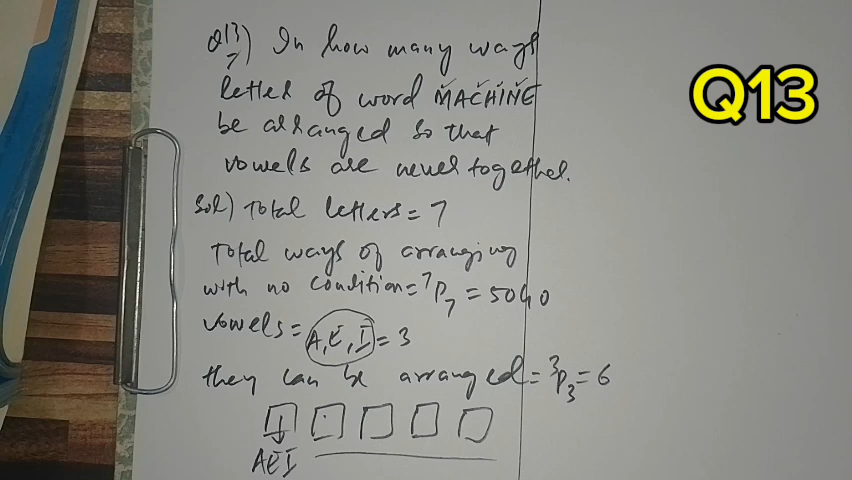 Q13) In how many ways
letter of word MACHINE
be arranged so that
vowels are never together.
Sol) Total letters = 7
Total ways of arranging
with no condition = ⁷P₇ = 5040
vowels = A, E, I = 3
they can be arranged = ³P₃ = 6
AEI
Q13